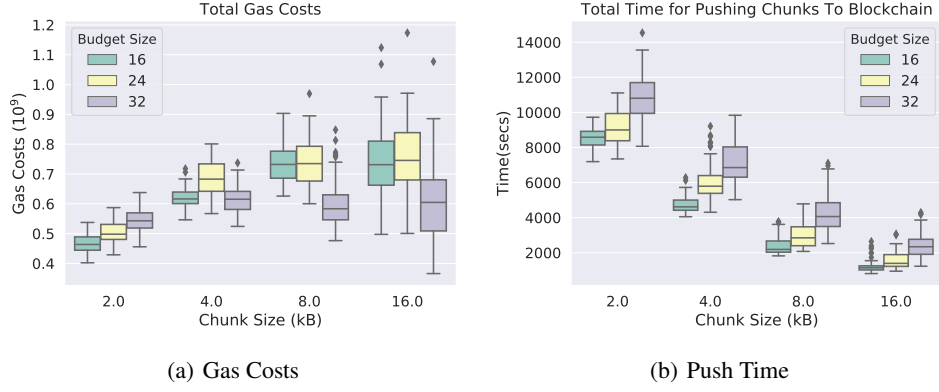 Total Gas Costs
Budget Size
16
24
32
1.2
1.1
1.0
0.9
0.8
0.7
0.6
0.5
0.4
Gas Costs (10⁹)
2.0 4.0 8.0 16.0
Chunk Size (kB)
(a) Gas Costs
Total Time for Pushing Chunks To Blockchain
Budget Size
16
24
32
14000
12000
10000
8000
6000
4000
2000
Time(secs)
2.0 4.0 8.0 16.0
Chunk Size (kB)
(b) Push Time